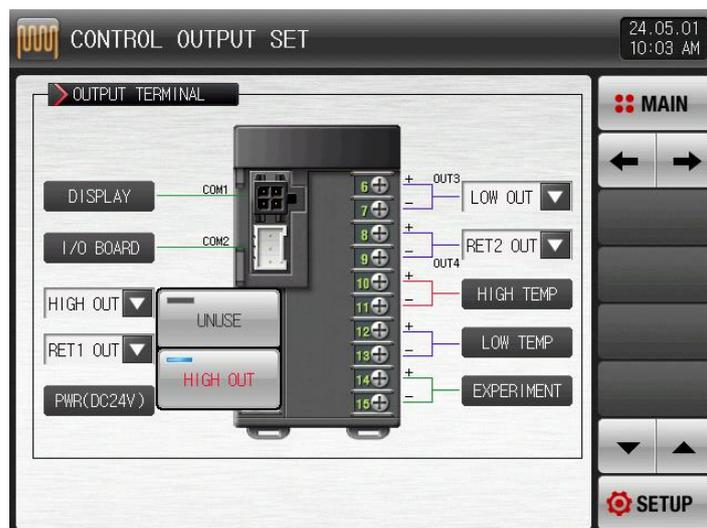 CONTROL OUTPUT SET
24.05.01
10:03 AM
OUTPUT TERMINAL
MAIN
DISPLAY
COM1
6
+
OUT3
LOW OUT
7
-
I/O BOARD
COM2
8
+
RET2 OUT
9
-
OUT4
HIGH OUT
UNUSE
10
+
HIGH TEMP
11
-
RET1 OUT
HIGH OUT
12
+
LOW TEMP
13
-
PWR(DC24V)
14
+
EXPERIMENT
15
-
SETUP